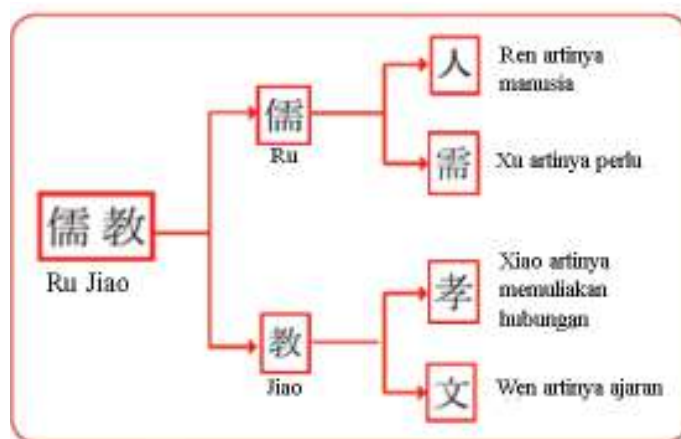 儒教
Ru Jiao
儒
Ru
人
Ren artinya
manusia
需
Xu artinya perlu
教
Jiao
孝
Xiao artinya
memuliakan
hubungan
文
Wen artinya ajaran